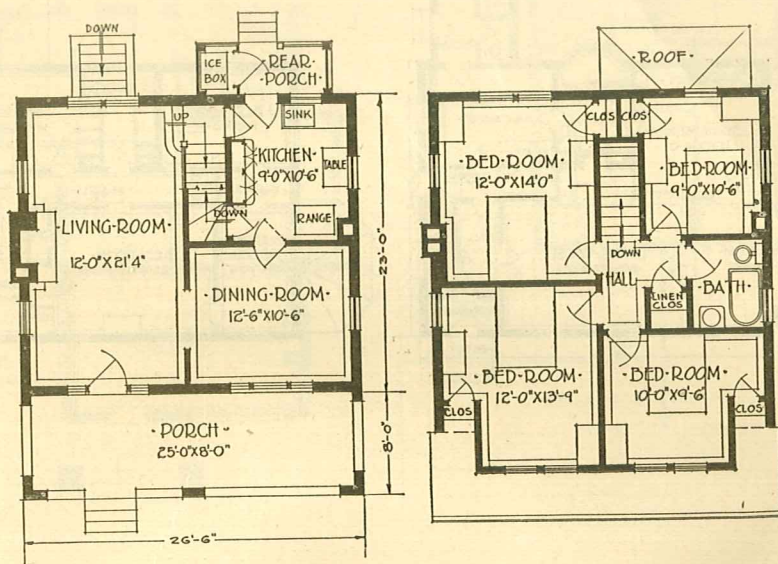 DOWN
ICE
BOX
REAR
·PORCH·
UP
SINK
·KITCHEN·
9'-0"X10'-6"
TABLE
DOWN
RANGE
·LIVING·ROOM·
12'-0"X21'4"
·DINING·ROOM·
12'-6"X10'-6"
23'-0"
·PORCH·
25'-0"X8'-0"
8'-0"
26'-6"
·ROOF·
CLOS
CLOS
·BED·ROOM·
12'-0"X14'0"
·BED·ROOM·
9'-0"X10'-6"
DOWN
HALL
·BATH·
LINEN
CLOS
·BED·ROOM·
12'-0"X13'-9"
·BED·ROOM·
10'-0"X9'-6"
CLOS
CLOS